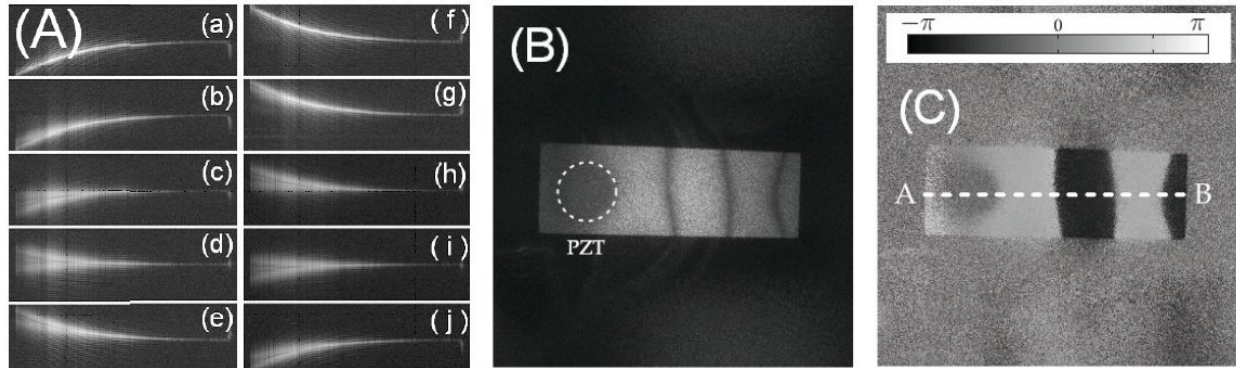 (A)
(a)
(b)
(c)
(d)
(e)
(f)
(g)
(h)
(i)
(j)
(B)
PZT
−π 0 π
(C)
A B